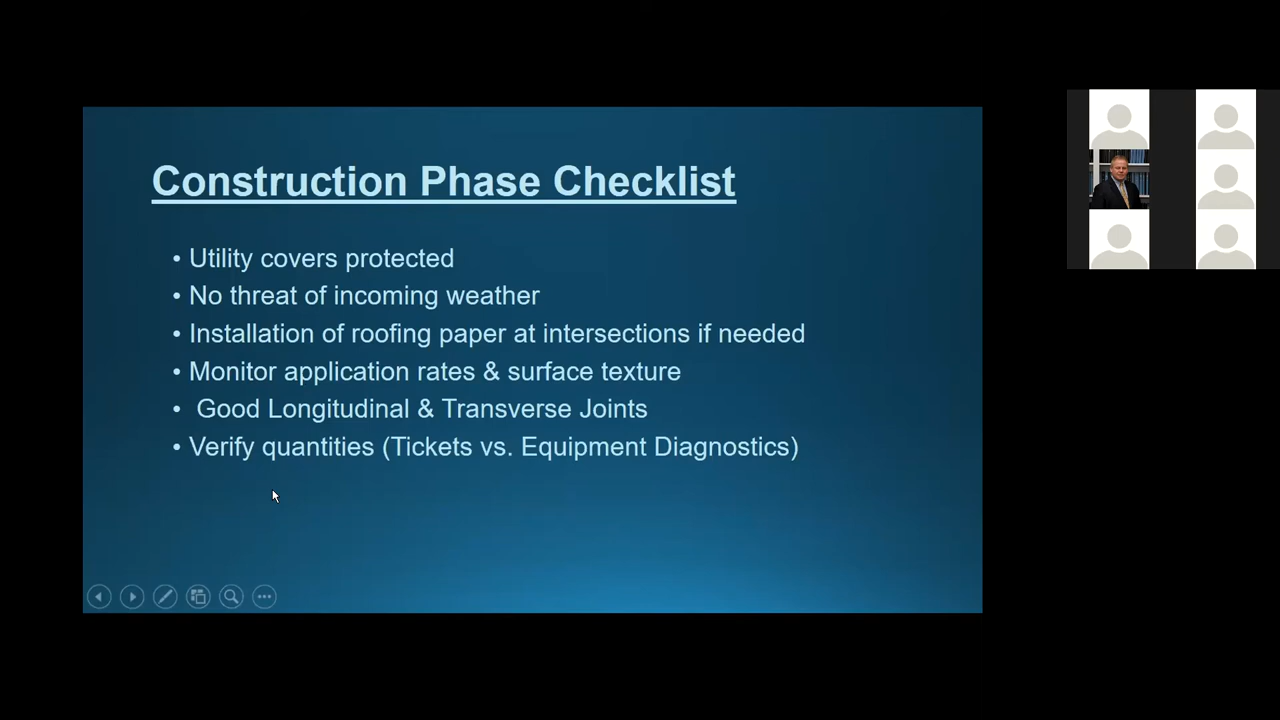 Construction Phase Checklist
• Utility covers protected
• No threat of incoming weather
• Installation of roofing paper at intersections if needed
• Monitor application rates & surface texture
• Good Longitudinal & Transverse Joints
• Verify quantities (Tickets vs. Equipment Diagnostics)